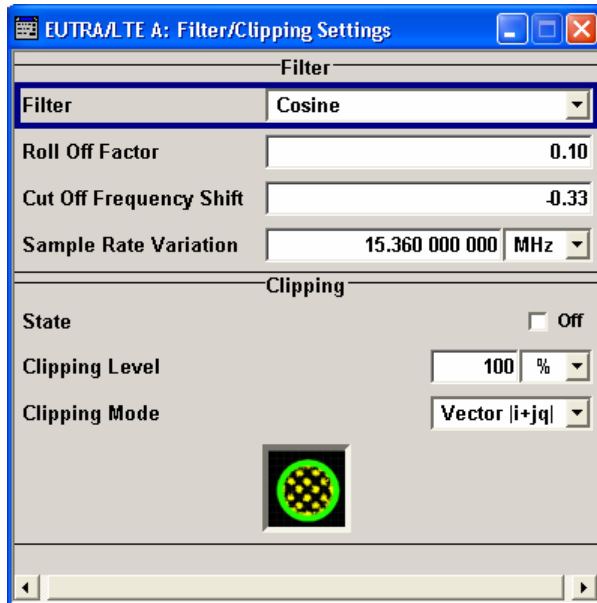 EUTRA/LTE A: Filter/Clipping Settings
Filter
Filter Cosine
Roll Off Factor 0.10
Cut Off Frequency Shift -0.33
Sample Rate Variation 15.360 000 000 MHz
Clipping
State Off
Clipping Level 100 %
Clipping Mode Vector |i+jq|